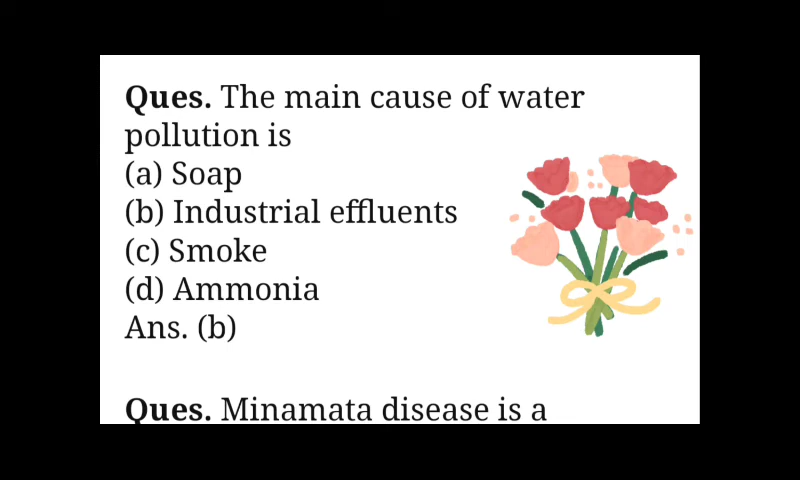 Ques. The main cause of water
pollution is
(a) Soap
(b) Industrial effluents
(c) Smoke
(d) Ammonia
Ans. (b)
Ques. Minamata disease is a